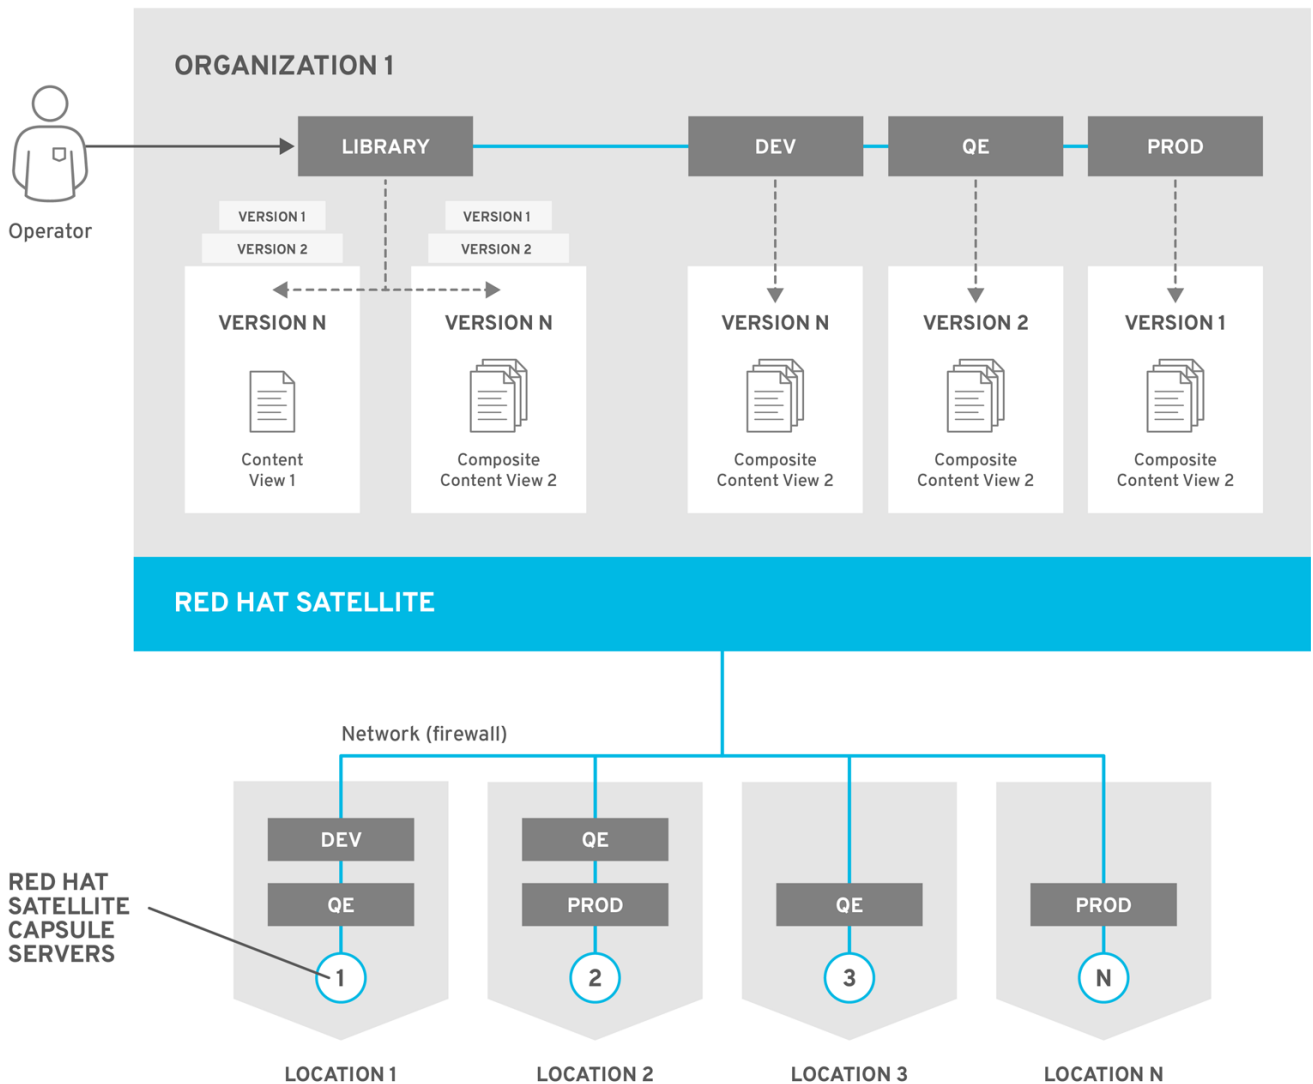 ORGANIZATION 1
LIBRARY
DEV
QE
PROD
Operator
VERSION 1
VERSION 2
VERSION 1
VERSION 2
VERSION N
VERSION N
VERSION N
VERSION 2
VERSION 1
Content
View 1
Composite
Content View 2
Composite
Content View 2
Composite
Content View 2
Composite
Content View 2
RED HAT SATELLITE
Network (firewall)
DEV
QE
1
QE
PROD
2
QE
3
PROD
N
RED HAT
SATELLITE
CAPSULE
SERVERS
LOCATION 1
LOCATION 2
LOCATION 3
LOCATION N